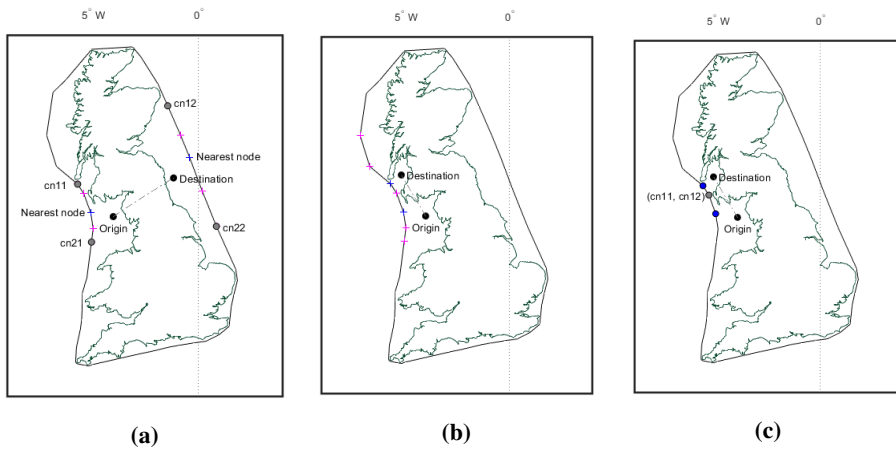 5° W 0°
5° W 0°
5° W 0°
cn12
Nearest node
Destination
cn11
Nearest node
Origin
cn22
cn21
Destination
Origin
Destination
(cn11, cn12)
Origin
(a)
(b)
(c)